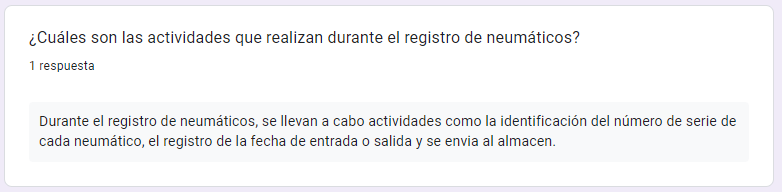 ¿Cuáles son las actividades que realizan durante el registro de neumáticos?
1 respuesta
Durante el registro de neumáticos, se llevan a cabo actividades como la identificación del número de serie de
cada neumático, el registro de la fecha de entrada o salida y se envia al almacen.